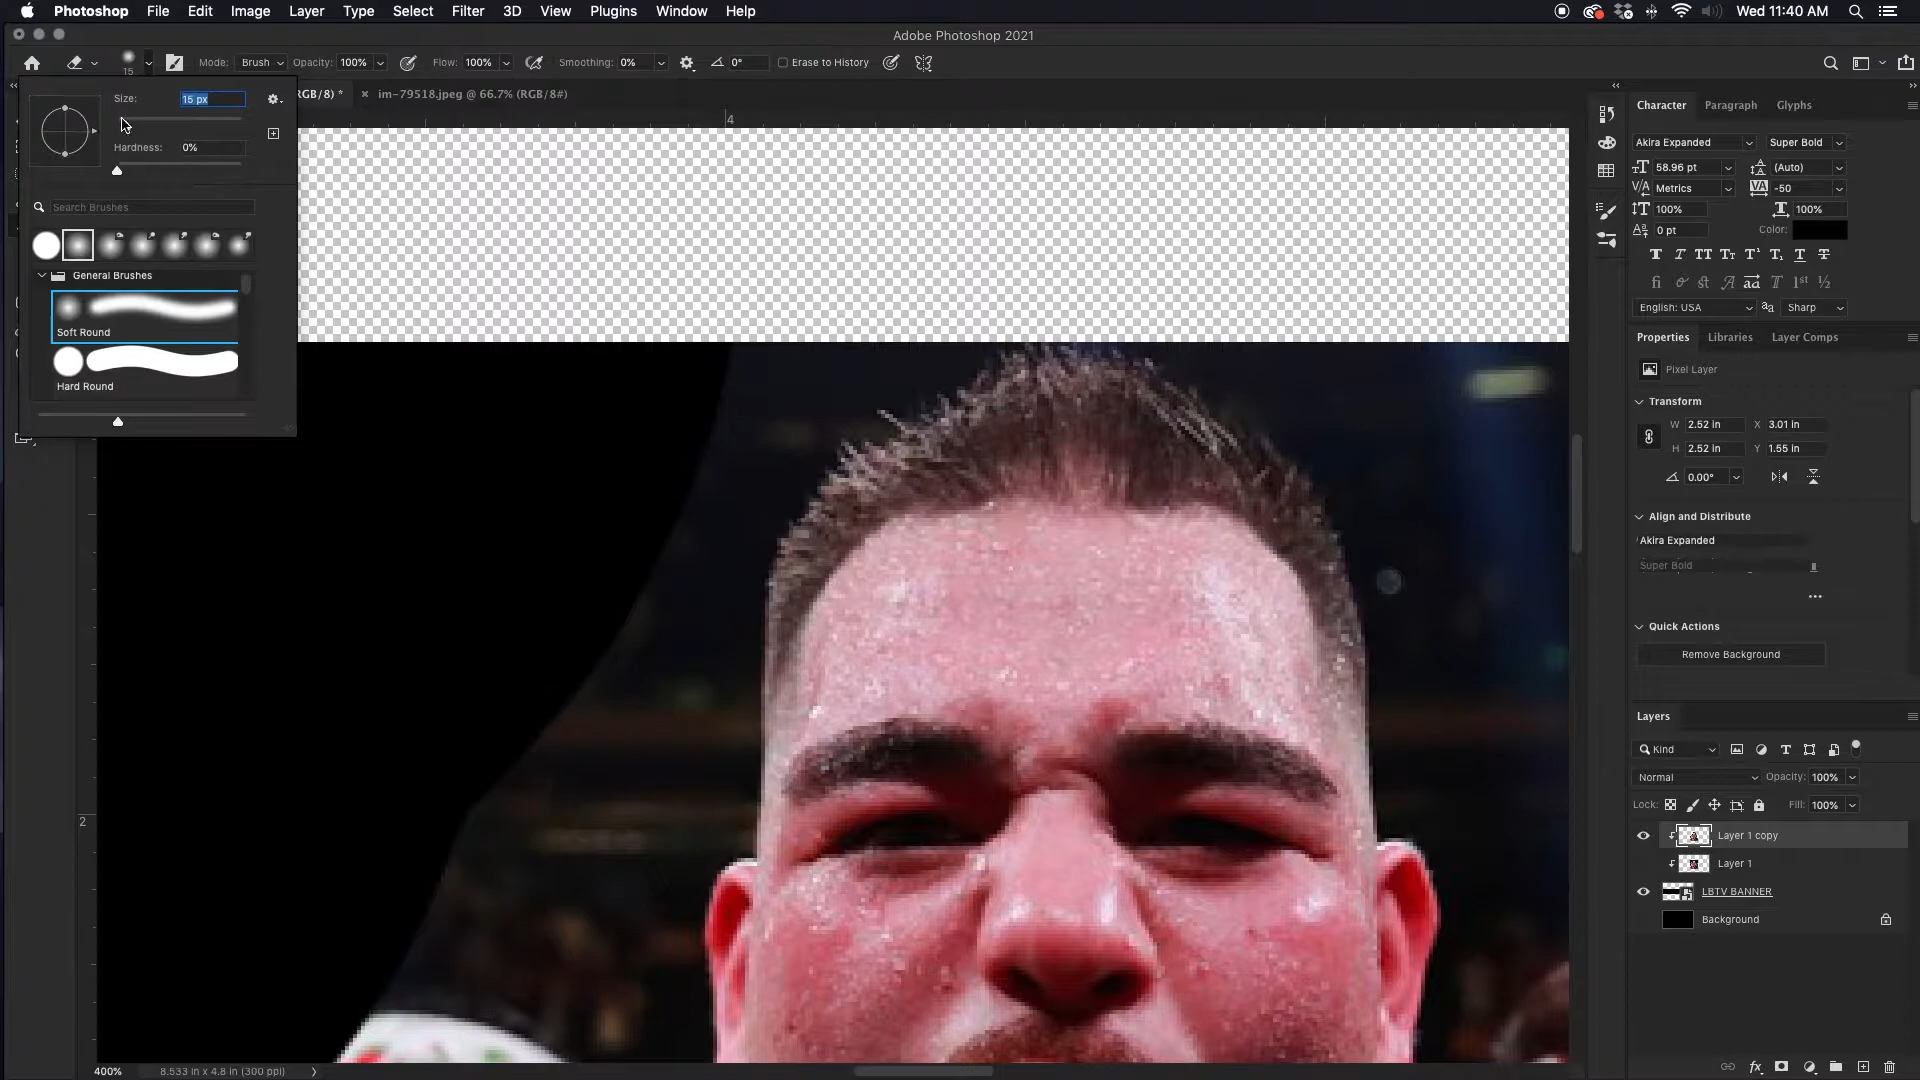 Photoshop File Edit Image Layer Type Select Filter 3D View Plugins Window Help Wed 11:40 AM
Adobe Photoshop 2021
15 Mode: Brush Opacity: 100% Flow: 100% Smoothing: 0% 0° Erase to History
RGB/8) * × im-79518.jpeg @ 66.7% (RGB/8#)
Size: 15 px
Hardness: 0%
Search Brushes
General Brushes
Soft Round
Hard Round
4
2
Character Paragraph Glyphs
Akira Expanded Super Bold
58.96 pt (Auto)
Metrics -50
100% 100%
0 pt Color:
English: USA Sharp
Properties Libraries Layer Comps
Pixel Layer
Transform
W 2.52 in X 3.01 in
H 2.52 in Y 1.55 in
0.00°
Align and Distribute
Akira Expanded
Super Bold
Quick Actions
Remove Background
Layers
Kind
Normal Opacity: 100%
Lock: Fill: 100%
Layer 1 copy
Layer 1
LBTV BANNER
Background
400% 8.533 in x 4.8 in (300 ppi)